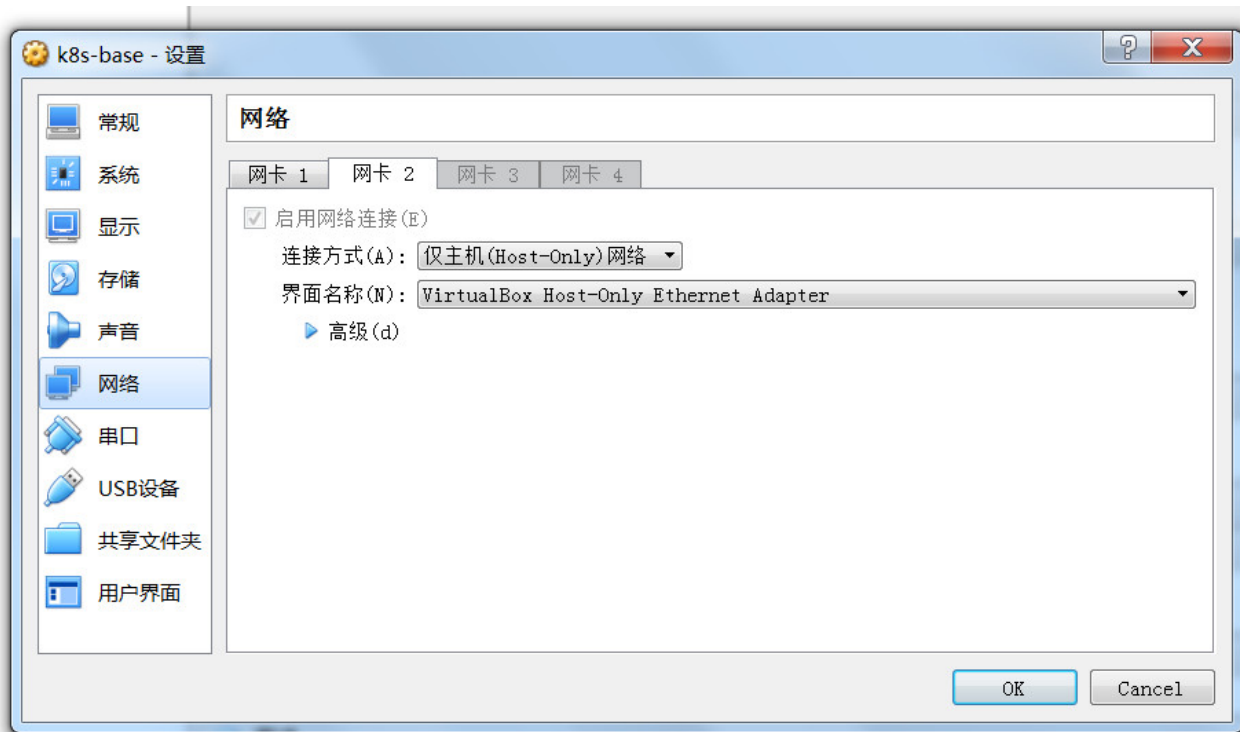 k8s-base - 设置
常规
系统
显示
存储
声音
网络
串口
USB设备
共享文件夹
用户界面
网络
网卡 1 网卡 2 网卡 3 网卡 4
启用网络连接(E)
连接方式(A): 仅主机(Host-Only)网络
界面名称(N): VirtualBox Host-Only Ethernet Adapter
高级(d)
OK Cancel